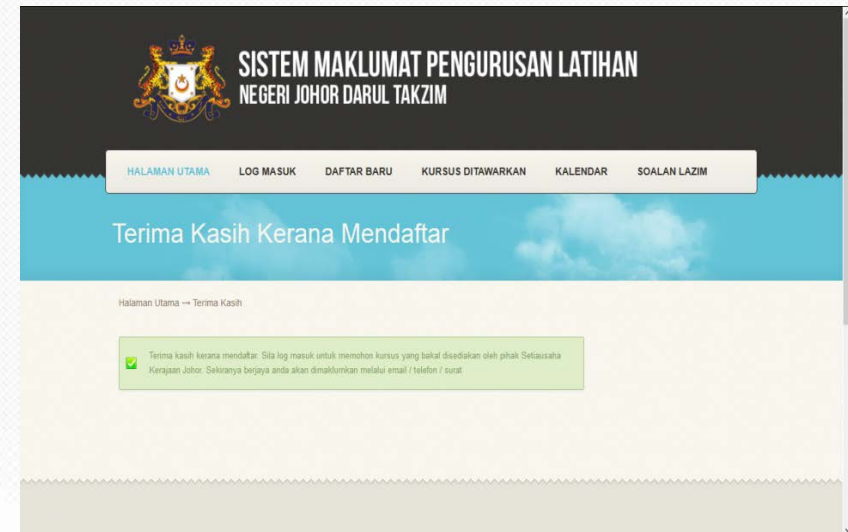 SISTEM MAKLUMAT PENGURUSAN LATIHAN
NEGERI JOHOR DARUL TAKZIM
HALAMAN UTAMA LOG MASUK DAFTAR BARU KURSUS DITAWARKAN KALENDAR SOALAN LAZIM
Terima Kasih Kerana Mendaftar
Halaman Utama → Terima Kasih
Terima kasih kerana mendaftar. Sila log masuk untuk memohon kursus yang bakal disediakan oleh pihak Setiausaha
Kerajaan Johor. Sekiranya berjaya anda akan dimaklumkan melalui email / telefon / surat